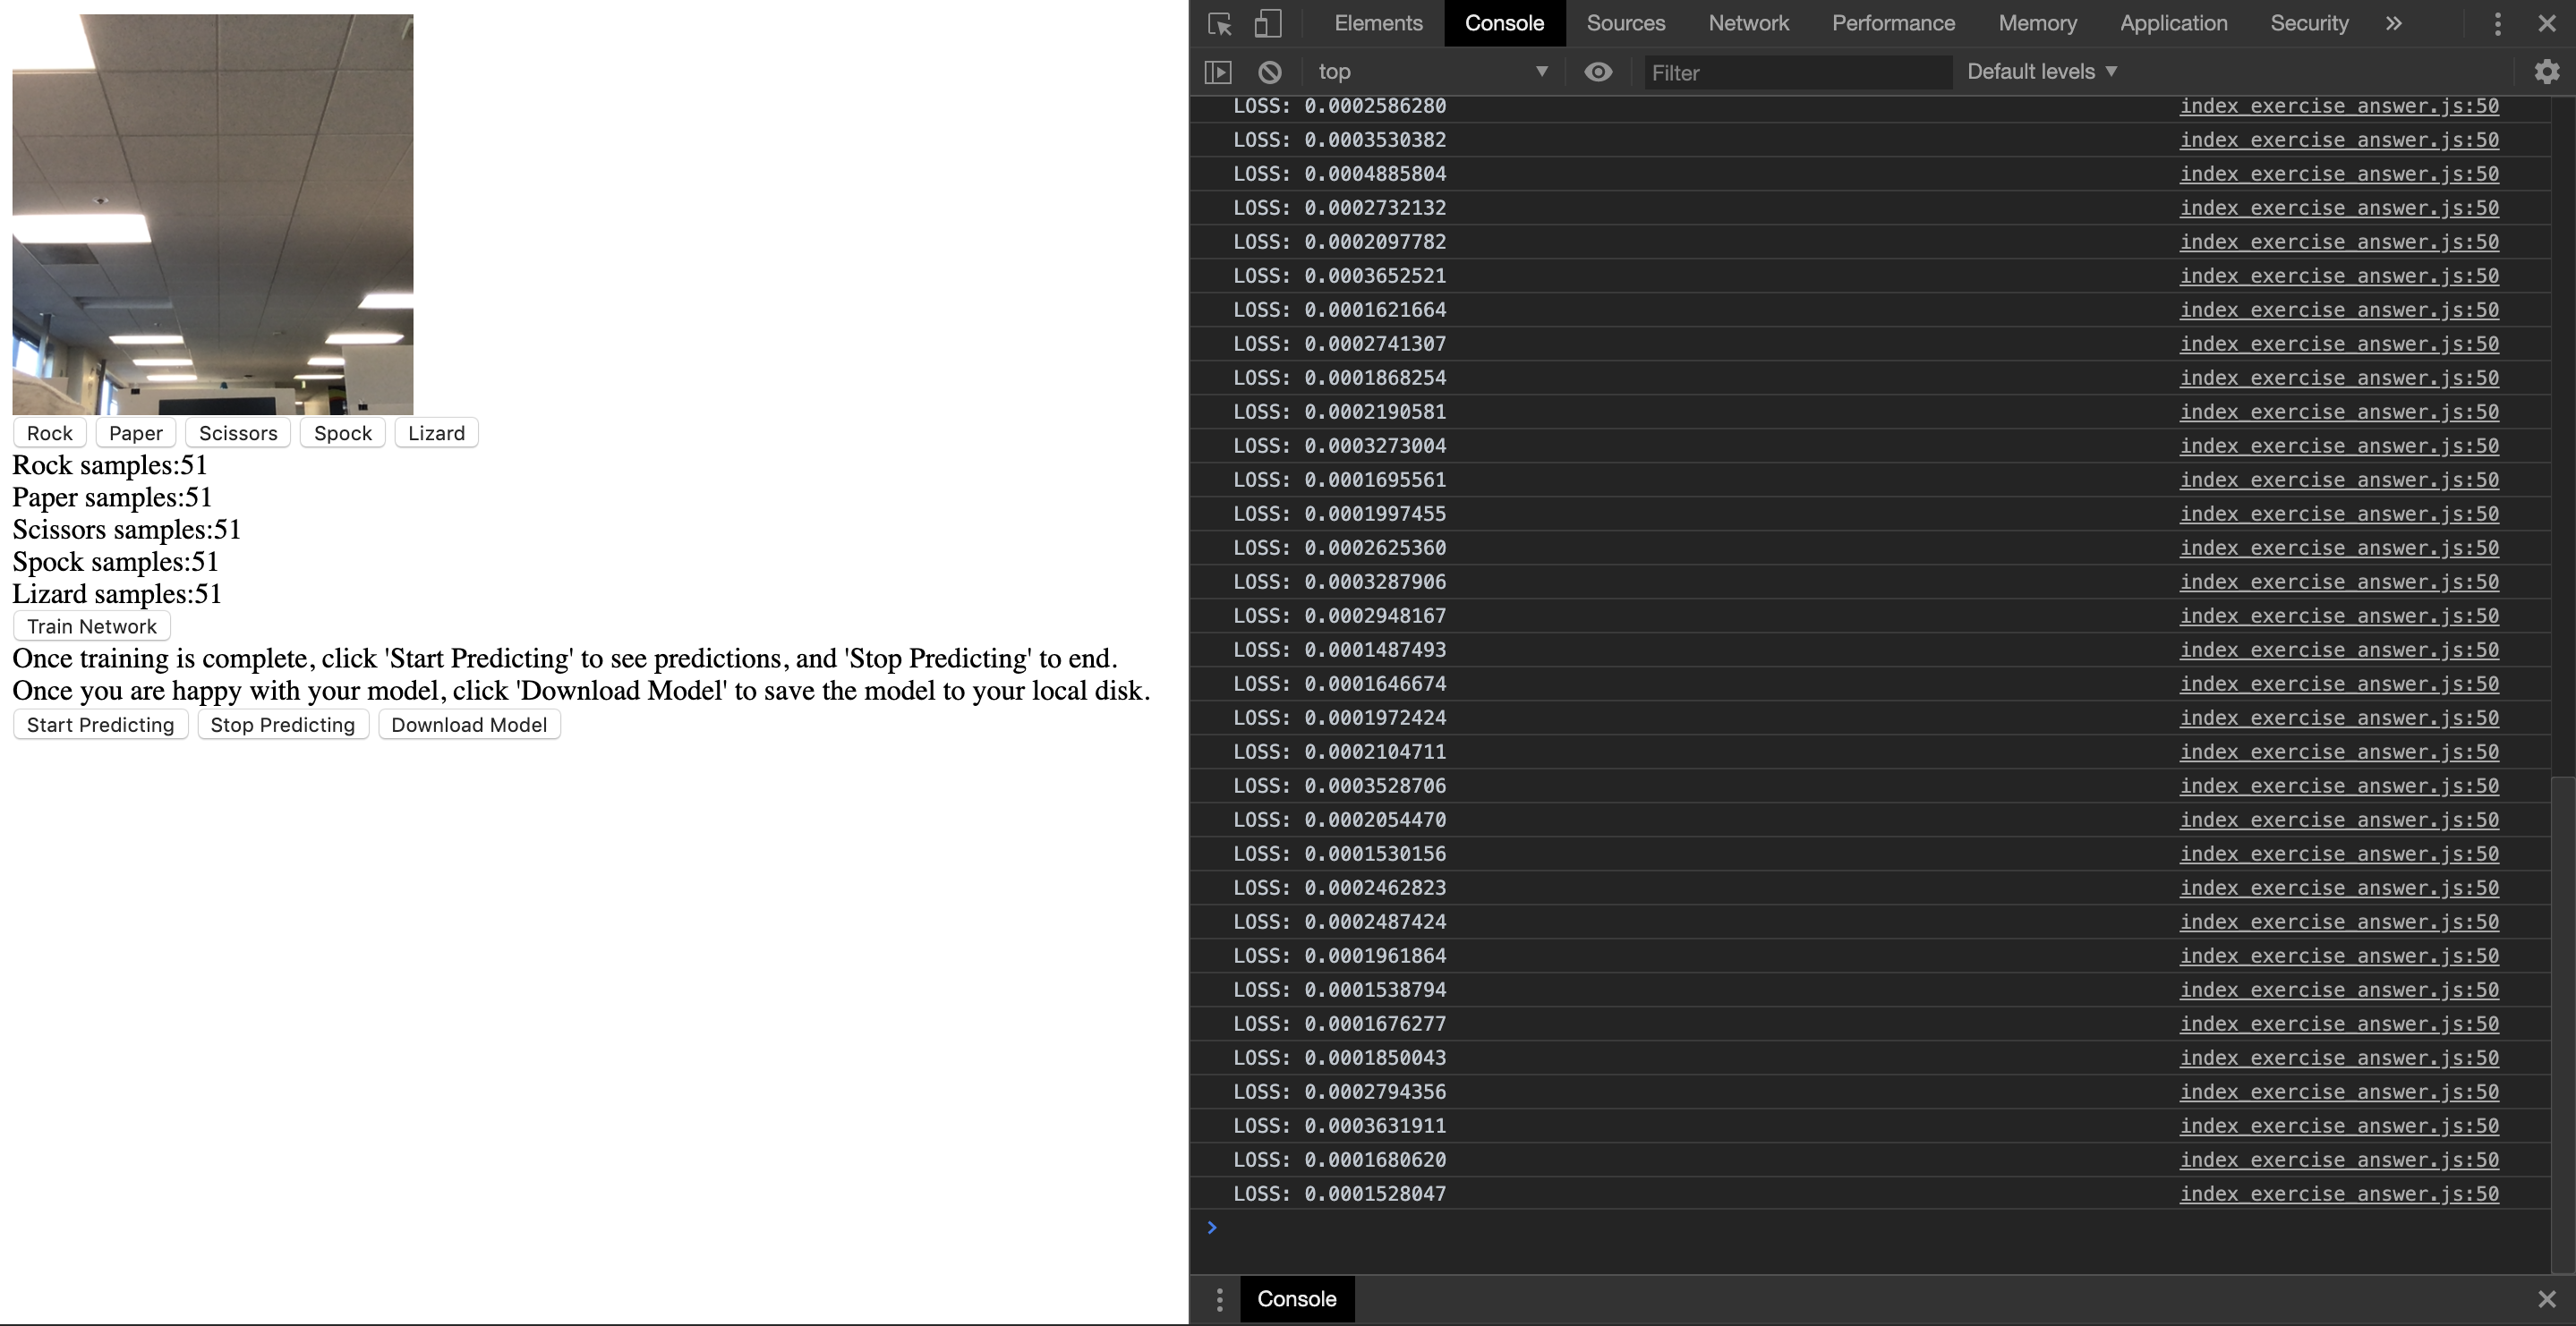 Rock Paper Scissors Spock Lizard
Rock samples:51
Paper samples:51
Scissors samples:51
Spock samples:51
Lizard samples:51
Train Network
Once training is complete, click 'Start Predicting' to see predictions, and 'Stop Predicting' to end.
Once you are happy with your model, click 'Download Model' to save the model to your local disk.
Start Predicting Stop Predicting Download Model
Elements Console Sources Network Performance Memory Application Security »
top Filter Default levels
LOSS: 0.0002586280 index_exercise_answer.js:50
LOSS: 0.0003530382 index_exercise_answer.js:50
LOSS: 0.0004885804 index_exercise_answer.js:50
LOSS: 0.0002732132 index_exercise_answer.js:50
LOSS: 0.0002097782 index_exercise_answer.js:50
LOSS: 0.0003652521 index_exercise_answer.js:50
LOSS: 0.0001621664 index_exercise_answer.js:50
LOSS: 0.0002741307 index_exercise_answer.js:50
LOSS: 0.0001868254 index_exercise_answer.js:50
LOSS: 0.0002190581 index_exercise_answer.js:50
LOSS: 0.0003273004 index_exercise_answer.js:50
LOSS: 0.0001695561 index_exercise_answer.js:50
LOSS: 0.0001997455 index_exercise_answer.js:50
LOSS: 0.0002625360 index_exercise_answer.js:50
LOSS: 0.0003287906 index_exercise_answer.js:50
LOSS: 0.0002948167 index_exercise_answer.js:50
LOSS: 0.0001487493 index_exercise_answer.js:50
LOSS: 0.0001646674 index_exercise_answer.js:50
LOSS: 0.0001972424 index_exercise_answer.js:50
LOSS: 0.0002104711 index_exercise_answer.js:50
LOSS: 0.0003528706 index_exercise_answer.js:50
LOSS: 0.0002054470 index_exercise_answer.js:50
LOSS: 0.0001530156 index_exercise_answer.js:50
LOSS: 0.0002462823 index_exercise_answer.js:50
LOSS: 0.0002487424 index_exercise_answer.js:50
LOSS: 0.0001961864 index_exercise_answer.js:50
LOSS: 0.0001538794 index_exercise_answer.js:50
LOSS: 0.0001676277 index_exercise_answer.js:50
LOSS: 0.0001850043 index_exercise_answer.js:50
LOSS: 0.0002794356 index_exercise_answer.js:50
LOSS: 0.0003631911 index_exercise_answer.js:50
LOSS: 0.0001680620 index_exercise_answer.js:50
LOSS: 0.0001528047 index_exercise_answer.js:50
>
Console